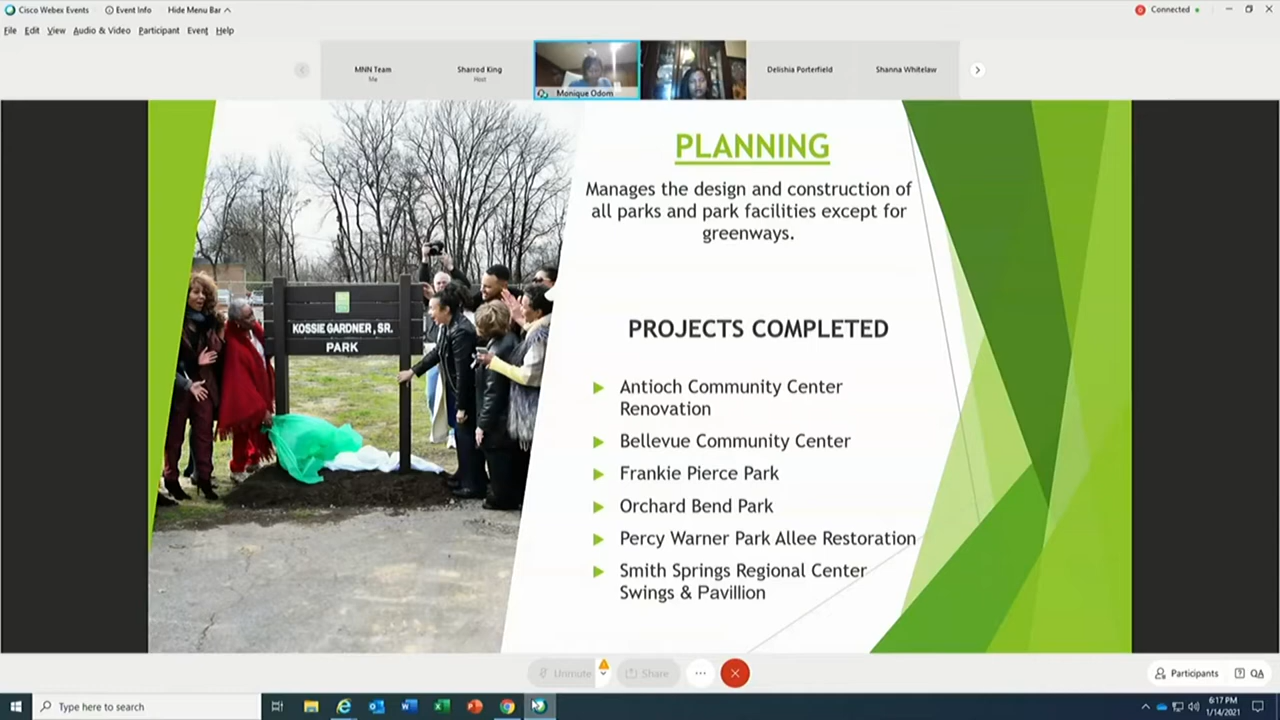 Cisco Webex Events
Event Info
Hide Menu Bar
Connected
File Edit View Audio & Video Participant Event Help
MNN Team
Me
Sharrod King
Host
Monique Odom
Delishia Porterfield
Shanna Whitelaw
PLANNING
Manages the design and construction of
all parks and park facilities except for
greenways.
KOSSIE GARDNER, SR.
PARK
PROJECTS COMPLETED
Antioch Community Center
Renovation
Bellevue Community Center
Frankie Pierce Park
Orchard Bend Park
Percy Warner Park Allee Restoration
Smith Springs Regional Center
Swings & Pavillion
Unmute
Share
Participants
QA
Type here to search
6:17 PM
1/14/2021